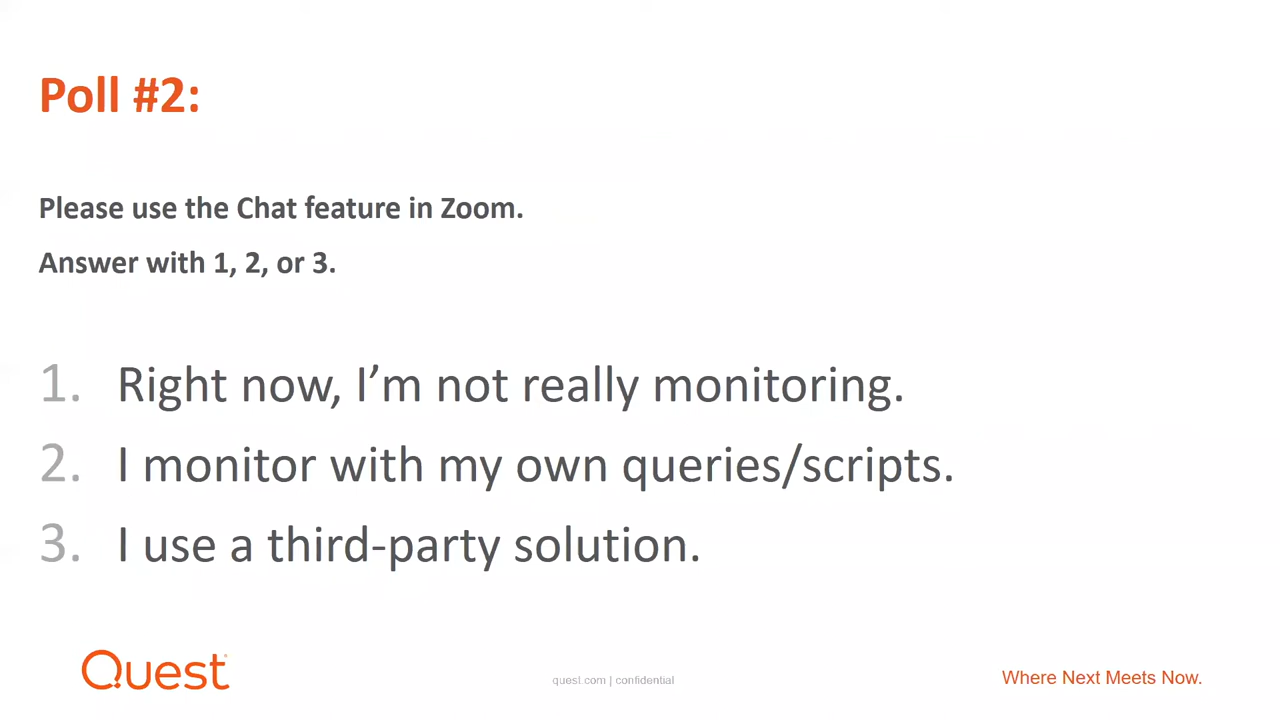 Poll #2:
Please use the Chat feature in Zoom.
Answer with 1, 2, or 3.
1. Right now, I’m not really monitoring.
2. I monitor with my own queries/scripts.
3. I use a third-party solution.
Quest
quest.com | confidential
Where Next Meets Now.